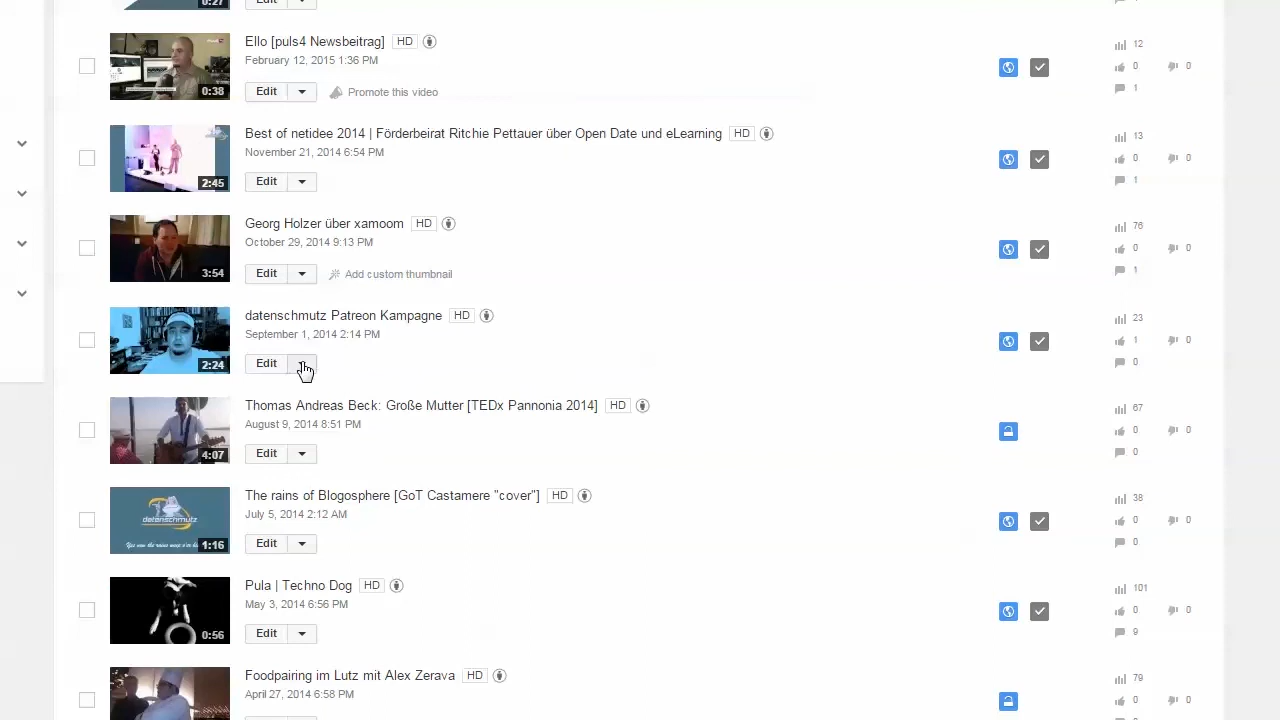 0:27
Edit
Ello [puls4 Newsbeitrag] HD
February 12, 2015 1:36 PM
0:38
Edit
Promote this video
12
0 0
1
Best of netidee 2014 | Förderbeirat Ritchie Pettauer über Open Date und eLearning HD
November 21, 2014 6:54 PM
2:45
Edit
13
0 0
1
Georg Holzer über xamoom HD
October 29, 2014 9:13 PM
3:54
Edit
Add custom thumbnail
76
0 0
1
datenschmutz Patreon Kampagne HD
September 1, 2014 2:14 PM
2:24
Edit
23
1 0
0
Thomas Andreas Beck: Große Mutter [TEDx Pannonia 2014] HD
August 9, 2014 8:51 PM
4:07
Edit
67
0 0
0
The rains of Blogosphere [GoT Castamere "cover"] HD
July 5, 2014 2:12 AM
datenschmutz
1:16
Edit
38
0 0
0
Pula | Techno Dog HD
May 3, 2014 6:56 PM
0:56
Edit
101
0 0
9
Foodpairing im Lutz mit Alex Zerava HD
April 27, 2014 6:58 PM
79
0 0